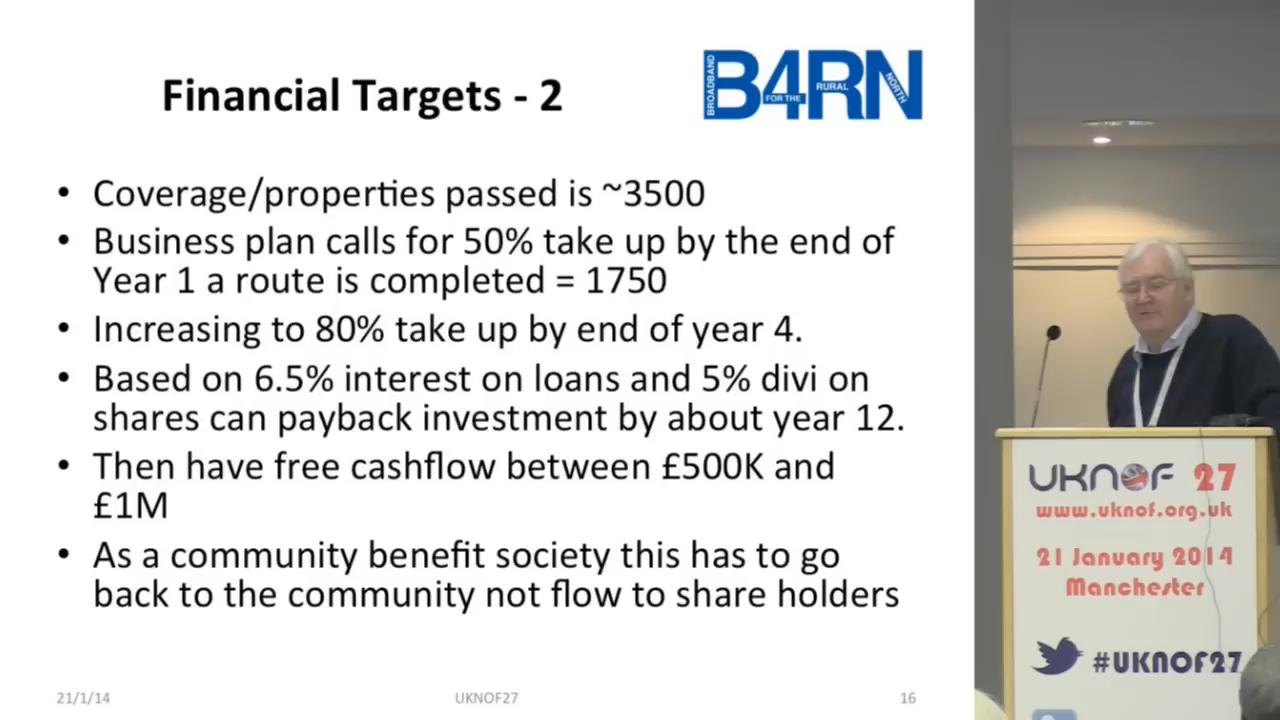 Financial Targets - 2
BROADBAND
B4RN
FOR THE
RURAL
NORTH
• Coverage/properties passed is ~3500
• Business plan calls for 50% take up by the end of
Year 1 a route is completed = 1750
• Increasing to 80% take up by end of year 4.
• Based on 6.5% interest on loans and 5% divi on
shares can payback investment by about year 12.
• Then have free cashflow between £500K and
£1M
• As a community benefit society this has to go
back to the community not flow to share holders
21/1/14
UKNOF27
16
UKNOF 27
www.uknof.org.uk
21 January 2014
Manchester
#UKNOF27